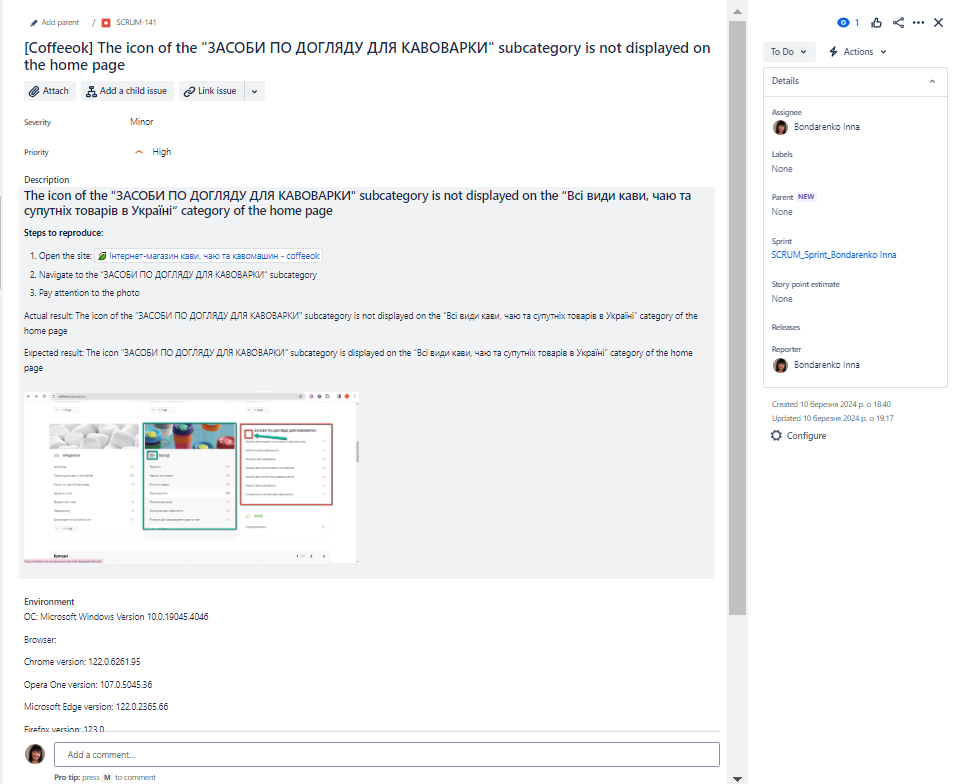 Add parent / SCRUM-141
1
[Coffeeok] The icon of the "ЗАСОБИ ПО ДОГЛЯДУ ДЛЯ КАВОВАРКИ" subcategory is not displayed on
the home page
To Do
Actions
Attach
Add a child issue
Link issue
Details
Severity
Minor
Assignee
Bondarenko Inna
Priority
High
Labels
None
Description
The icon of the "ЗАСОБИ ПО ДОГЛЯДУ ДЛЯ КАВОВАРКИ" subcategory is not displayed on the "Всі види кави, чаю та
супутніх товарів в Україні" category of the home page
Parent NEW
None
Steps to reproduce:
Sprint
SCRUM_Sprint_Bondarenko Inna
1. Open the site: Інтернет-магазин кави, чаю та кавомашин - coffeeok
2. Navigate to the "ЗАСОБИ ПО ДОГЛЯДУ ДЛЯ КАВОВАРКИ" subcategory
3. Pay attention to the photo
Story point estimate
None
Actual result: The icon of the "ЗАСОБИ ПО ДОГЛЯДУ ДЛЯ КАВОВАРКИ" subcategory is not displayed on the "Всі види кави, чаю та супутніх товарів в Україні" category of the
home page
Releases
Expected result: The icon "ЗАСОБИ ПО ДОГЛЯДУ ДЛЯ КАВОВАРКИ" subcategory is displayed on the "Всі види кави, чаю та супутніх товарів в Україні" category of the home
page
Reporter
Bondarenko Inna
Created 10 березня 2024 р. о 18:40
Updated 10 березня 2024 р. о 19:17
Configure
ЗАСОБИ ПО ДОГЛЯДУ ДЛЯ КАВОВАРКИ
ПРОДУКТИ
ПОСУД
АКЦІЇ
Бренди
Environment
ОС: Microsoft Windows Version 10.0.19045.4046
Browser:
Chrome version: 122.0.6261.95
Opera One version: 107.0.5045.36
Microsoft Edge version: 122.0.2365.66
Firefox version: 123.0
Add a comment...
Pro tip: press M to comment